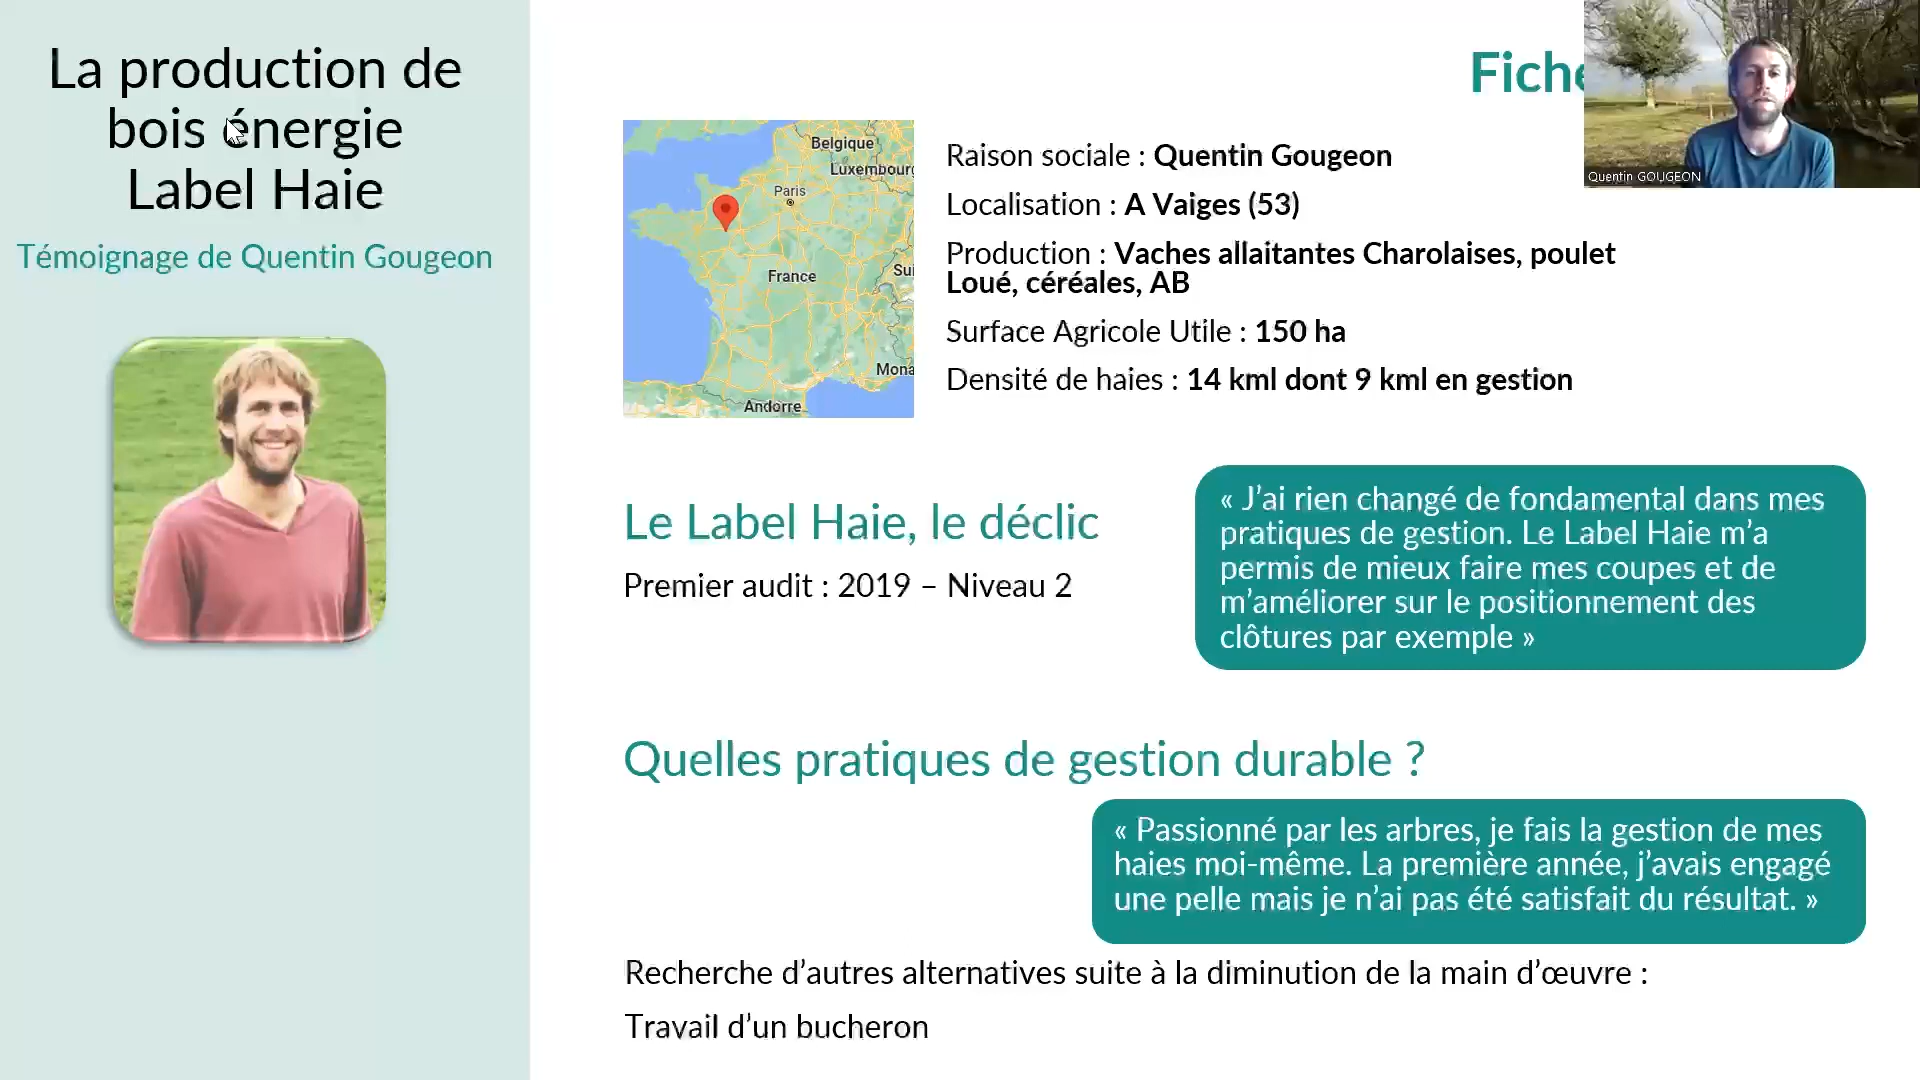 La production de
bois énergie
Label Haie
Témoignage de Quentin Gougeon
Quentin GOUGEON
Belgique
Luxembourg
Paris
France
Andorre
Raison sociale : Quentin Gougeon
Localisation : A Vaiges (53)
Production : Vaches allaitantes Charolaises, poulet
Loué, céréales, AB
Surface Agricole Utile : 150 ha
Densité de haies : 14 kml dont 9 kml en gestion
Le Label Haie, le déclic
Premier audit : 2019 – Niveau 2
« J’ai rien changé de fondamental dans mes
pratiques de gestion. Le Label Haie m’a
permis de mieux faire mes coupes et de
m’améliorer sur le positionnement des
clôtures par exemple »
Quelles pratiques de gestion durable ?
« Passionné par les arbres, je fais la gestion de mes
haies moi-même. La première année, j’avais engagé
une pelle mais je n’ai pas été satisfait du résultat. »
Recherche d’autres alternatives suite à la diminution de la main d’œuvre :
Travail d’un bucheron